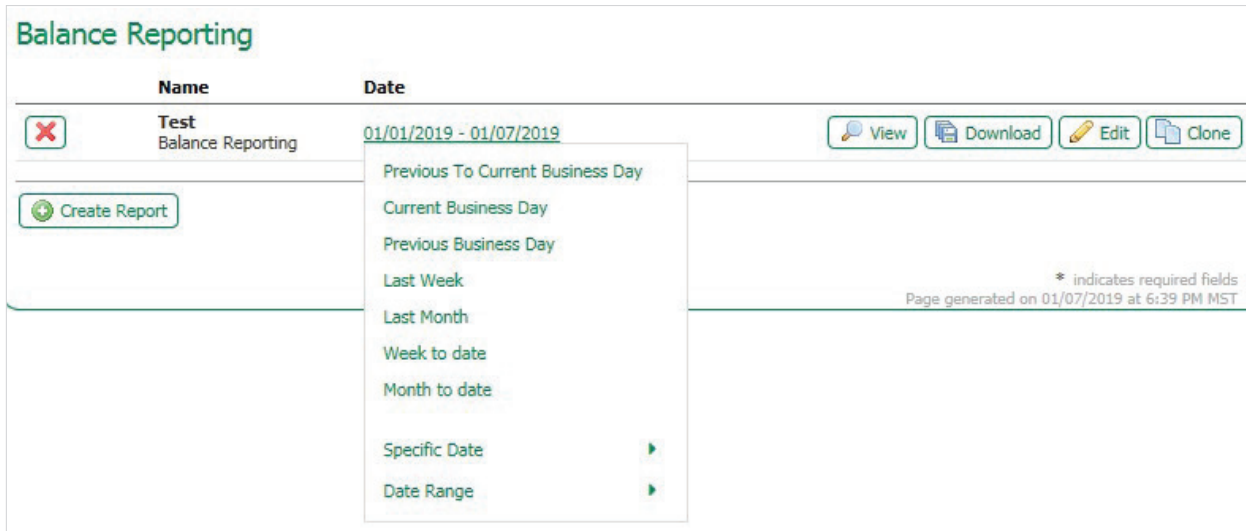 Balance Reporting
Name Date
Test
Balance Reporting
01/01/2019 - 01/07/2019
View Download Edit Clone
Previous To Current Business Day
Current Business Day
Previous Business Day
Last Week
Last Month
Week to date
Month to date
Specific Date
Date Range
Create Report
* indicates required fields
Page generated on 01/07/2019 at 6:39 PM MST